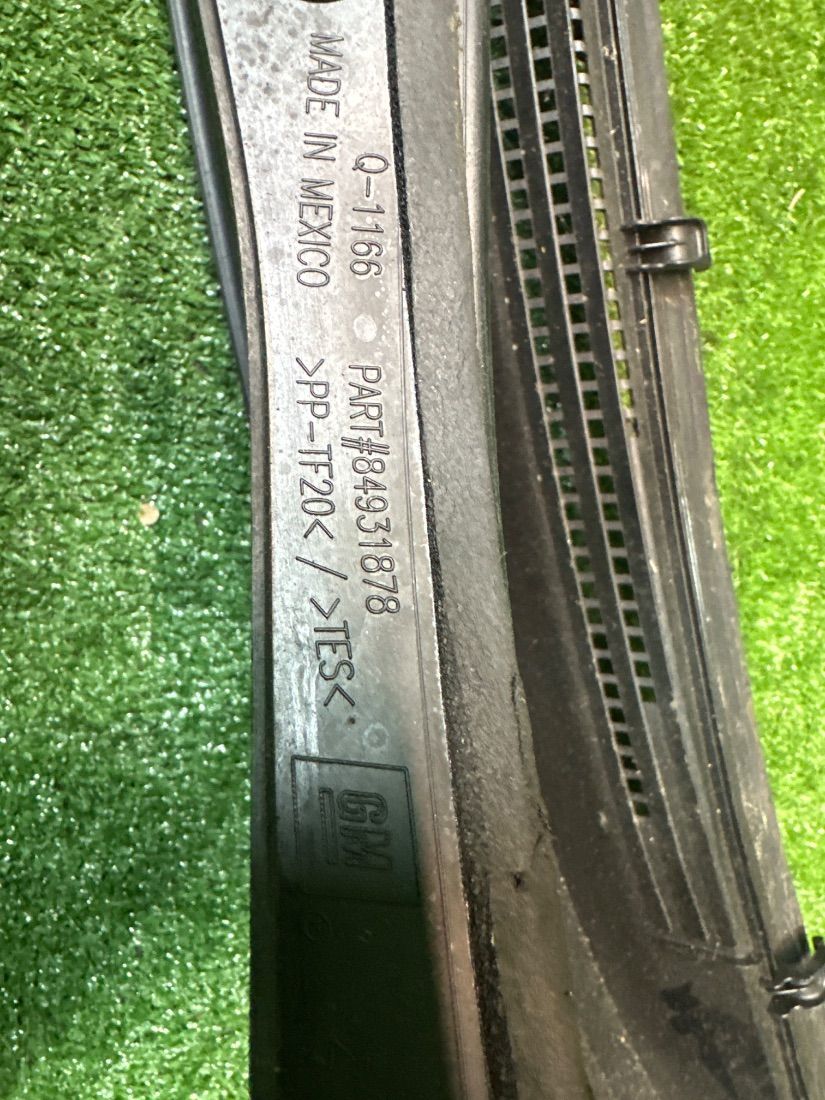 Q-1166 PART#84931878
MADE IN MEXICO >PP-TF20< / >TES<
GM